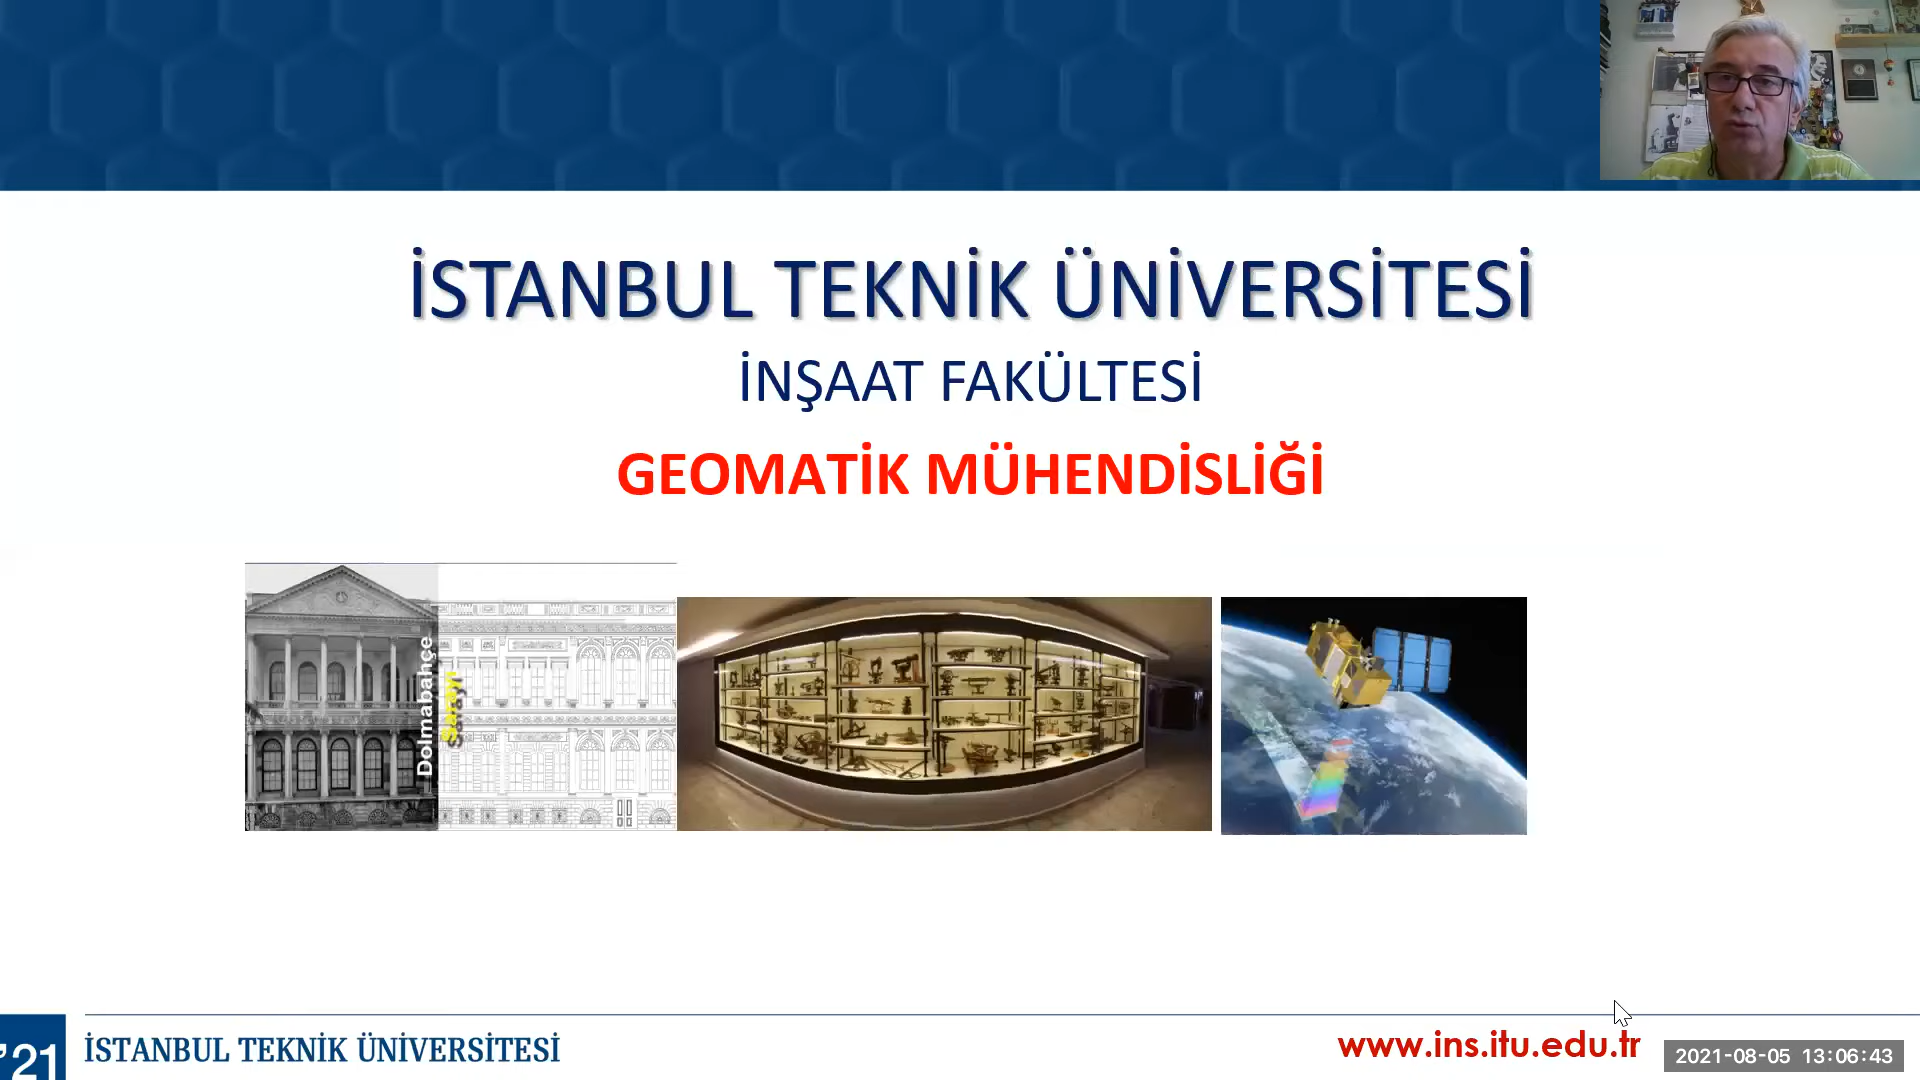 İSTANBUL TEKNİK ÜNİVERSİTESİ
İNŞAAT FAKÜLTESİ
GEOMATİK MÜHENDİSLİĞİ
Dolmabahçe
Sarayı
'21
İSTANBUL TEKNİK ÜNİVERSİTESİ
www.ins.itu.edu.tr
2021-08-05 13:06:43